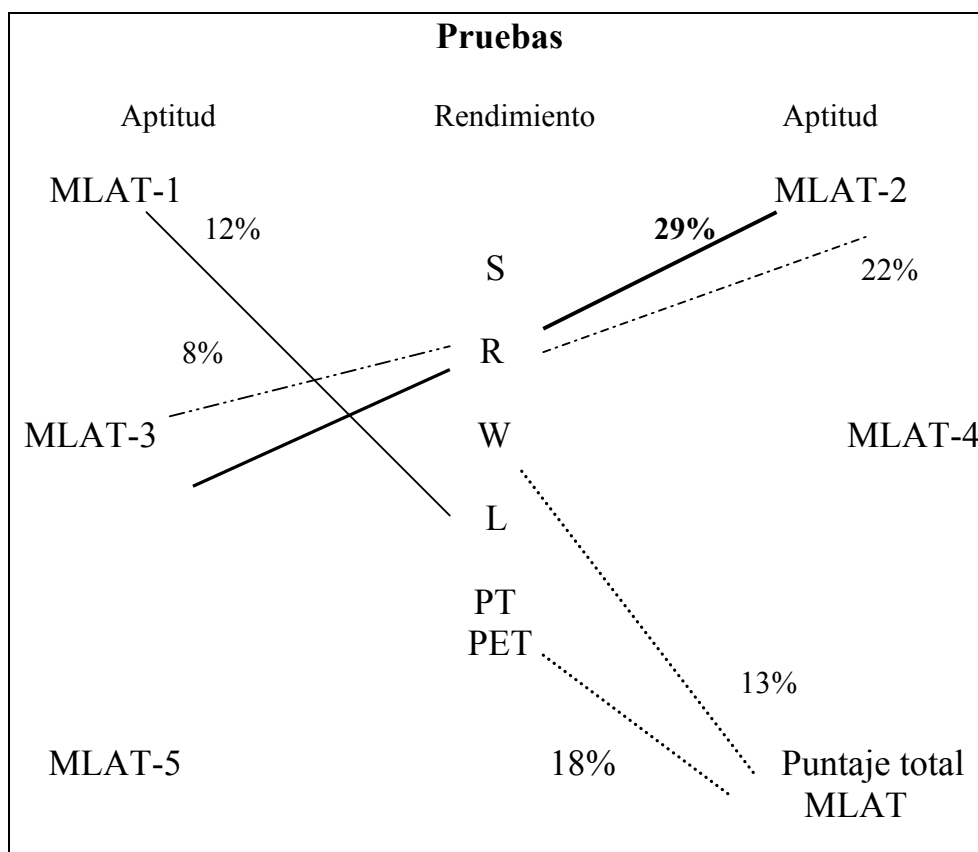 Pruebas
Aptitud Rendimiento Aptitud
MLAT-1 MLAT-2
12% 29%
S 22%
8% R
MLAT-3 W MLAT-4
L
PT
PET
13%
MLAT-5 18% Puntaje total
MLAT